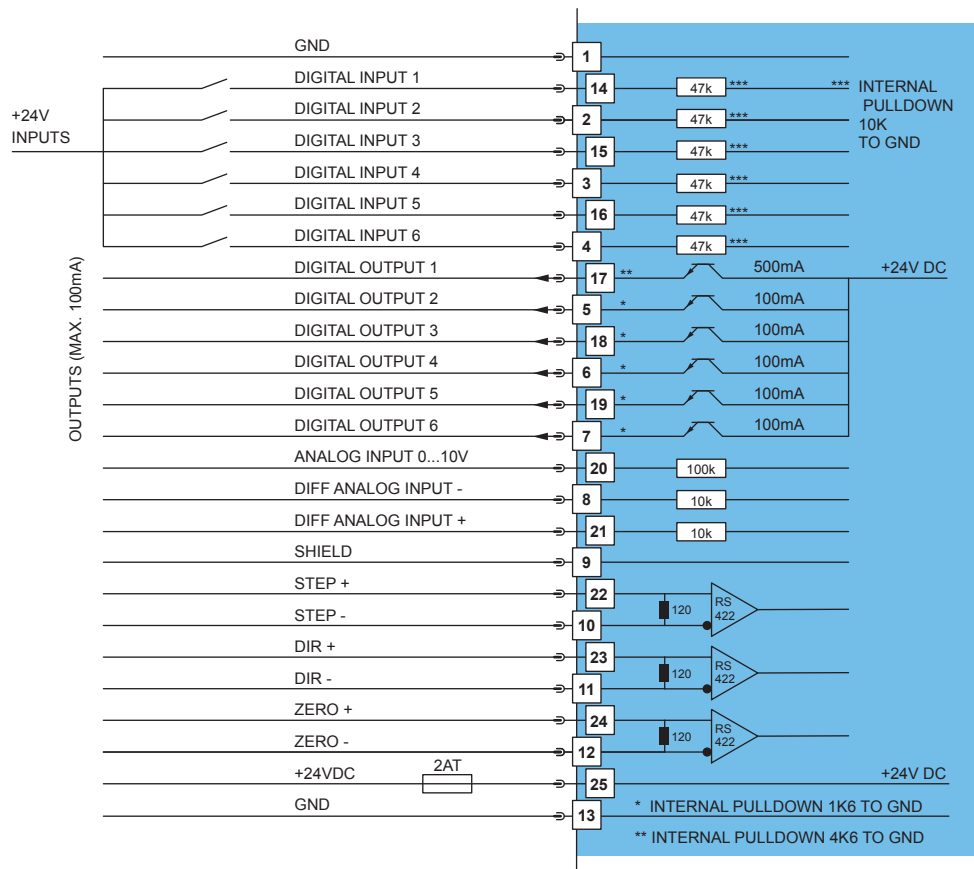 GND 1
DIGITAL INPUT 1 14 47k *** *** INTERNAL
PULLDOWN
10K
TO GND
+24V
INPUTS
DIGITAL INPUT 2 2 47k ***
DIGITAL INPUT 3 15 47k ***
DIGITAL INPUT 4 3 47k ***
DIGITAL INPUT 5 16 47k ***
DIGITAL INPUT 6 4 47k ***
OUTPUTS (MAX. 100mA)
DIGITAL OUTPUT 1 17 ** 500mA +24V DC
DIGITAL OUTPUT 2 5 * 100mA
DIGITAL OUTPUT 3 18 * 100mA
DIGITAL OUTPUT 4 6 * 100mA
DIGITAL OUTPUT 5 19 * 100mA
DIGITAL OUTPUT 6 7 * 100mA
ANALOG INPUT 0...10V 20 100k
DIFF ANALOG INPUT - 8 10k
DIFF ANALOG INPUT + 21 10k
SHIELD 9
STEP + 22
120 RS
422
STEP - 10
DIR + 23
120 RS
422
DIR - 11
ZERO + 24
120 RS
422
ZERO - 12
+24VDC 2AT 25 +24V DC
GND 13 * INTERNAL PULLDOWN 1K6 TO GND
** INTERNAL PULLDOWN 4K6 TO GND